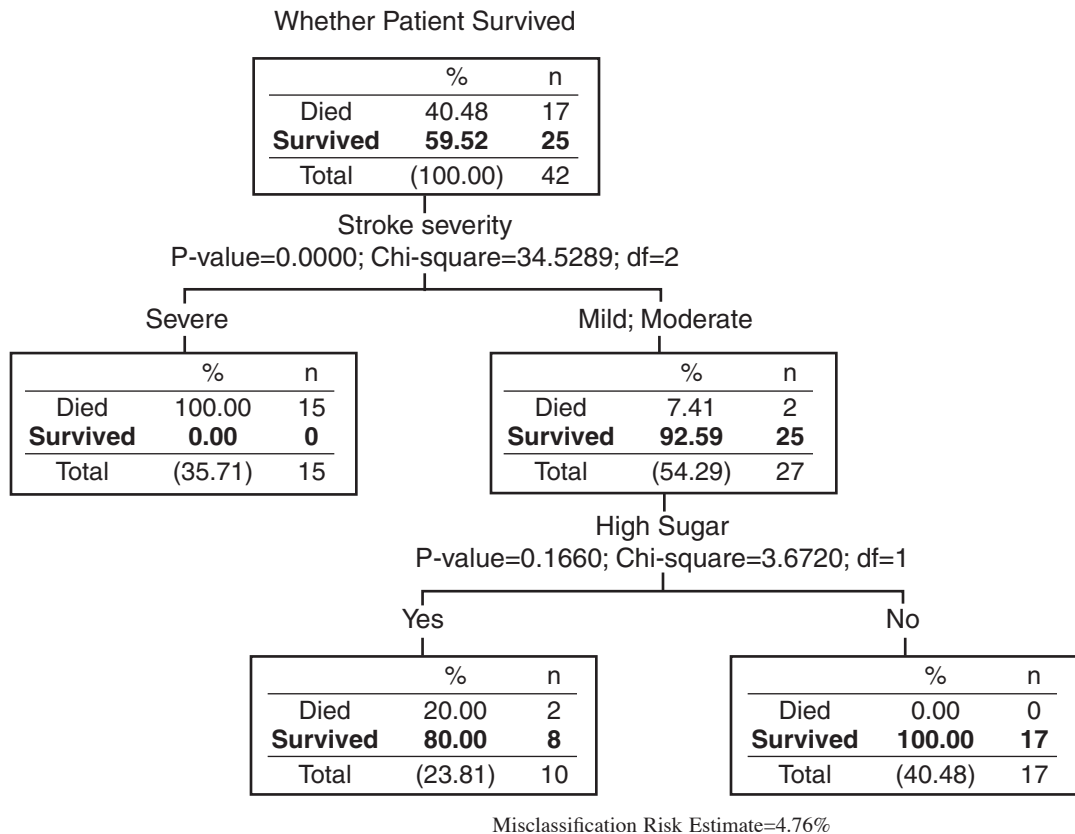 Whether Patient Survived
% n
Died 40.48 17
Survived 59.52 25
Total (100.00) 42
Stroke severity
P-value=0.0000; Chi-square=34.5289; df=2
Severe
% n
Died 100.00 15
Survived 0.00 0
Total (35.71) 15
Mild; Moderate
% n
Died 7.41 2
Survived 92.59 25
Total (54.29) 27
High Sugar
P-value=0.1660; Chi-square=3.6720; df=1
Yes
% n
Died 20.00 2
Survived 80.00 8
Total (23.81) 10
No
% n
Died 0.00 0
Survived 100.00 17
Total (40.48) 17
Misclassification Risk Estimate=4.76%